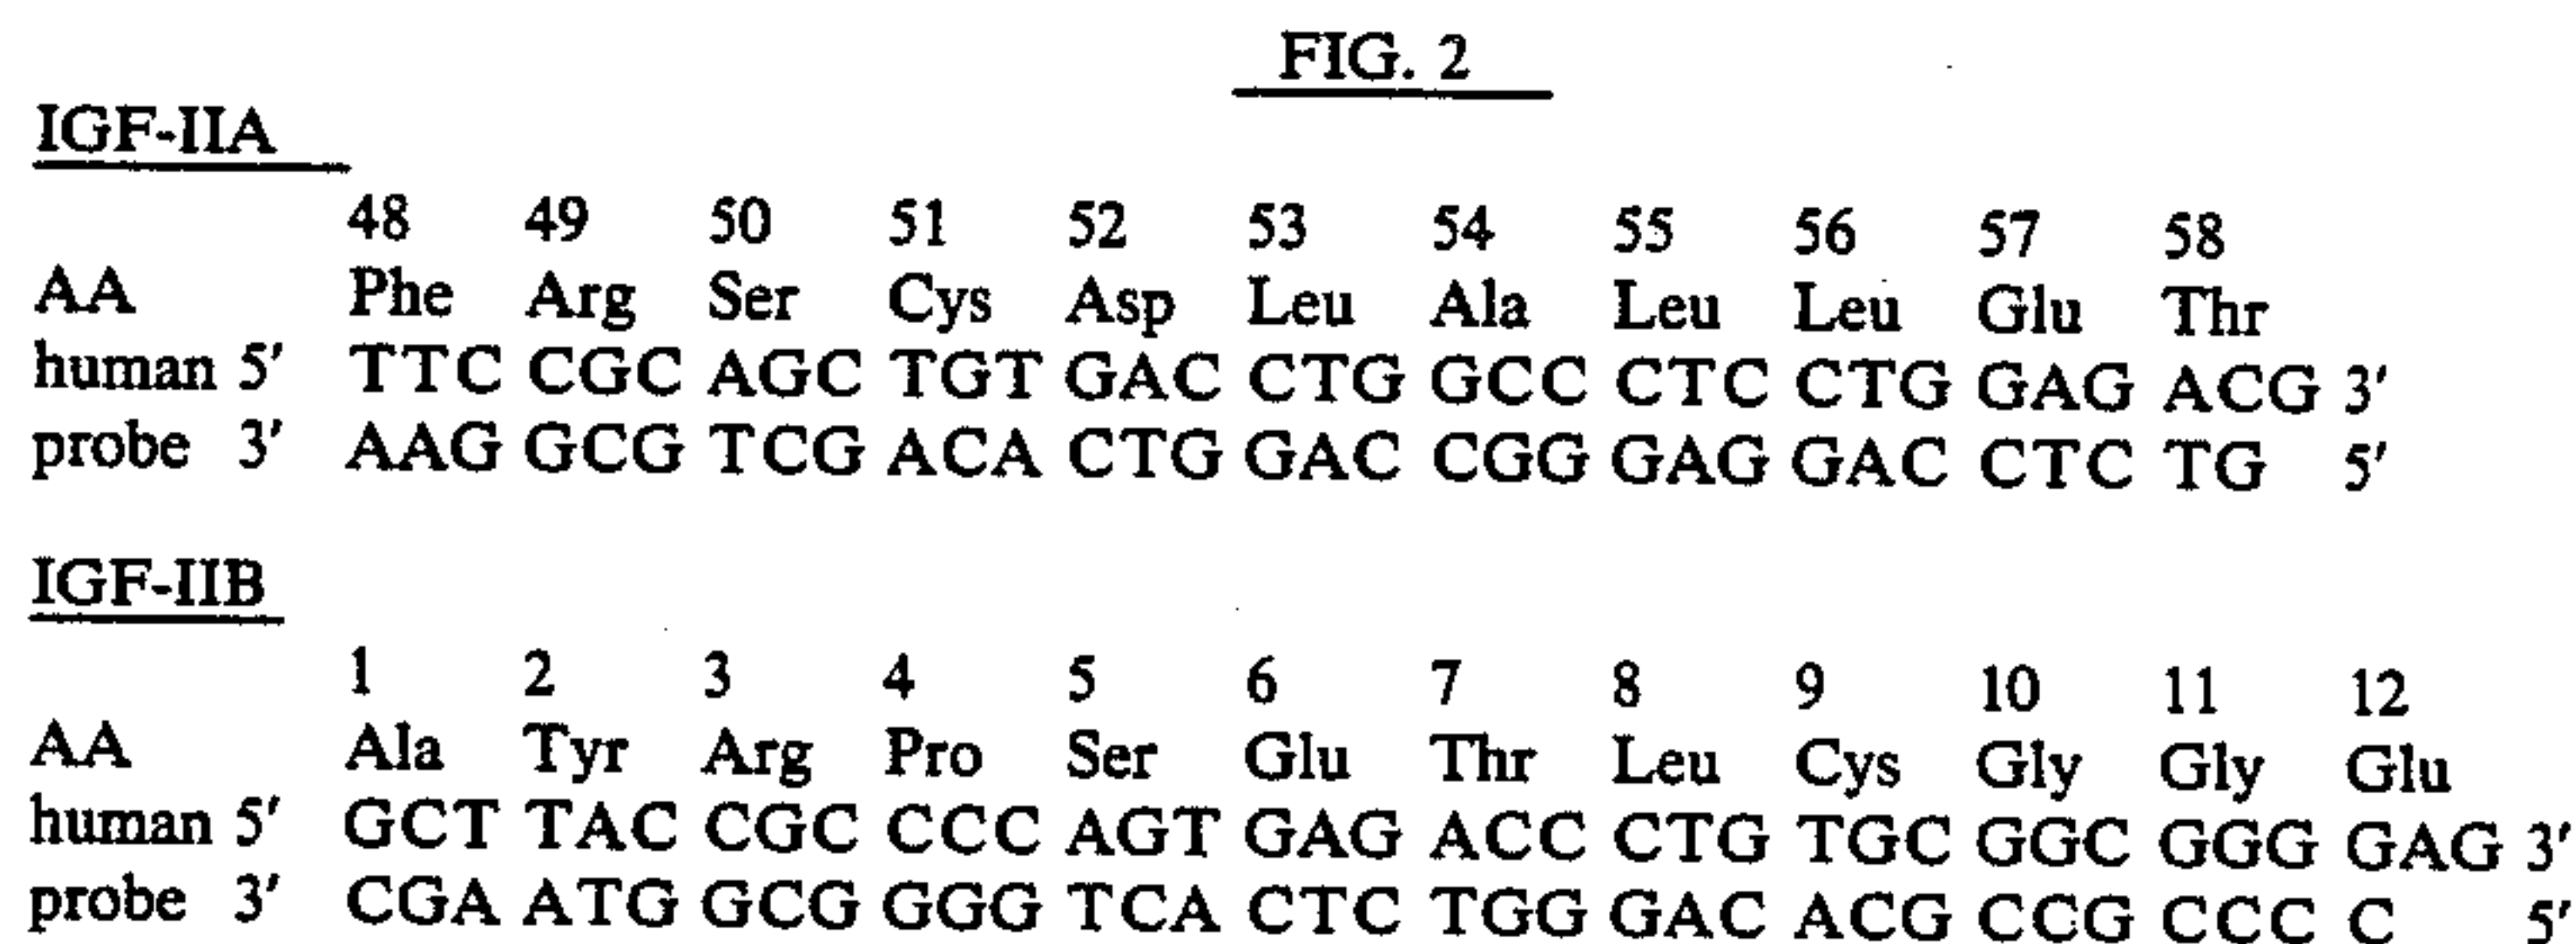 FIG. 2
IGF-IIA
48 49 50 51 52 53 54 55 56 57 58
AA Phe Arg Ser Cys Asp Leu Ala Leu Leu Glu Thr
human 5′ TTC CGC AGC TGT GAC CTG GCC CTC CTG GAG ACG 3′
probe 3′ AAG GCG TCG ACA CTG GAC CGG GAG GAC CTC TG 5′
IGF-IIB
1 2 3 4 5 6 7 8 9 10 11 12
AA Ala Tyr Arg Pro Ser Glu Thr Leu Cys Gly Gly Glu
human 5′ GCT TAC CGC CCC AGT GAG ACC CTG TGC GGC GGG GAG 3′
probe 3′ CGA ATG GCG GGG TCA CTC TGG GAC ACG CCG CCC C 5′